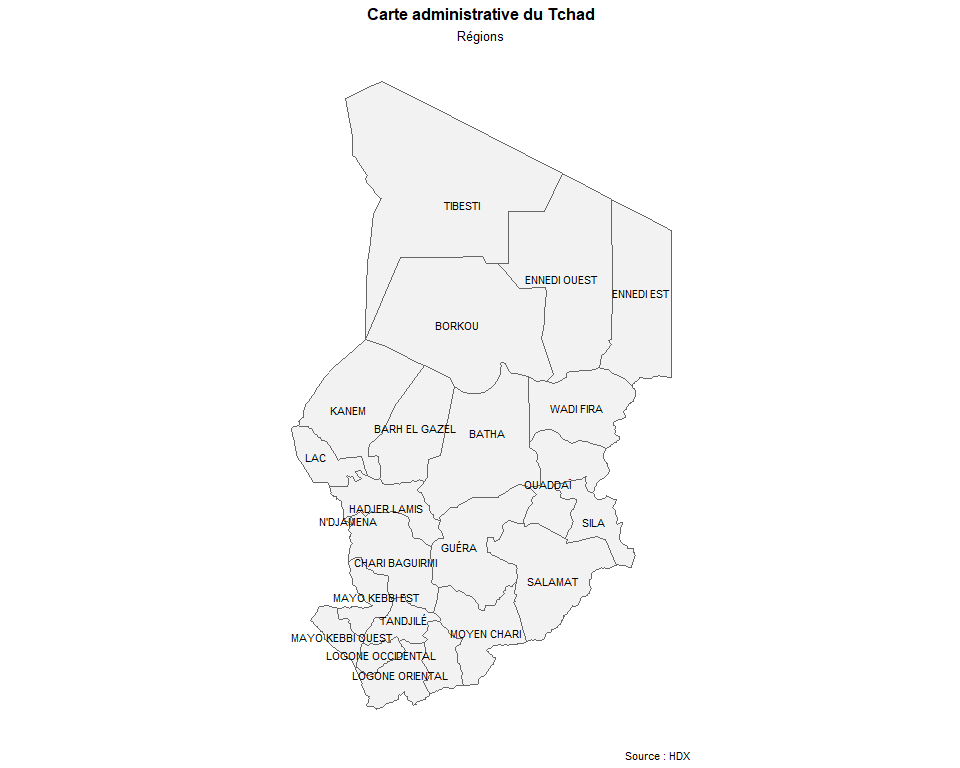 Carte administrative du Tchad
Régions
TIBESTI
ENNEDI OUEST
ENNEDI EST
BORKOU
WADI FIRA
KANEM
BARH EL GAZEL
BATHA
LAC
OUADDAÏ
HADJER LAMIS
N'DJAMENA
SILA
GUÉRA
CHARI BAGUIRMI
SALAMAT
MAYO KEBBI EST
TANDJILÉ
MOYEN CHARI
MAYO KEBBI OUEST
LOGONE OCCIDENTAL
LOGONE ORIENTAL
Source : HDX